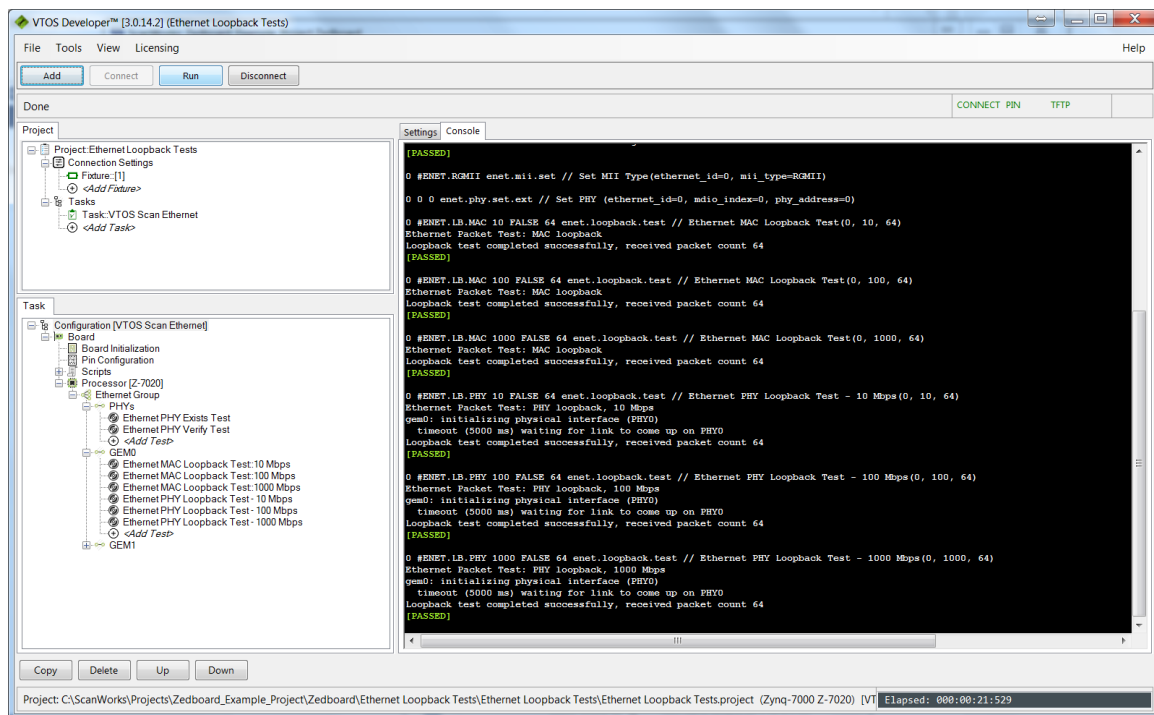 VTOS Developer™ [3.0.14.2] (Ethernet Loopback Tests)
File Tools View Licensing Help
Add Connect Run Disconnect
Done CONNECT PIN TFTP
Project
Project::Ethernet Loopback Tests
Connection Settings
Fixture::[1]
<Add Fixture>
Tasks
Task::VTOS Scan Ethernet
<Add Task>
Task
Configuration [VTOS Scan Ethernet]
Board
Board Initialization
Pin Configuration
Scripts
Processor [Z-7020]
Ethernet Group
PHYs
Ethernet PHY Exists Test
Ethernet PHY Verify Test
<Add Test>
GEM0
Ethernet MAC Loopback Test:10 Mbps
Ethernet MAC Loopback Test:100 Mbps
Ethernet MAC Loopback Test:1000 Mbps
Ethernet PHY Loopback Test - 10 Mbps
Ethernet PHY Loopback Test - 100 Mbps
Ethernet PHY Loopback Test - 1000 Mbps
<Add Test>
GEM1
Settings Console
[PASSED]
0 #ENET.RGMII enet.mii.set // Set MII Type(ethernet_id=0, mii_type=RGMII)
0 0 0 enet.phy.set.ext // Set PHY (ethernet_id=0, mdio_index=0, phy_address=0)
0 #ENET.LB.MAC 10 FALSE 64 enet.loopback.test // Ethernet MAC Loopback Test(0, 10, 64)
Ethernet Packet Test: MAC loopback
Loopback test completed successfully, received packet count 64
[PASSED]
0 #ENET.LB.MAC 100 FALSE 64 enet.loopback.test // Ethernet MAC Loopback Test(0, 100, 64)
Ethernet Packet Test: MAC loopback
Loopback test completed successfully, received packet count 64
[PASSED]
0 #ENET.LB.MAC 1000 FALSE 64 enet.loopback.test // Ethernet MAC Loopback Test(0, 1000, 64)
Ethernet Packet Test: MAC loopback
Loopback test completed successfully, received packet count 64
[PASSED]
0 #ENET.LB.PHY 10 FALSE 64 enet.loopback.test // Ethernet PHY Loopback Test - 10 Mbps(0, 10, 64)
Ethernet Packet Test: PHY loopback, 10 Mbps
gem0: initializing physical interface (PHY0)
timeout (5000 ms) waiting for link to come up on PHY0
Loopback test completed successfully, received packet count 64
[PASSED]
0 #ENET.LB.PHY 100 FALSE 64 enet.loopback.test // Ethernet PHY Loopback Test - 100 Mbps(0, 100, 64)
Ethernet Packet Test: PHY loopback, 100 Mbps
gem0: initializing physical interface (PHY0)
timeout (5000 ms) waiting for link to come up on PHY0
Loopback test completed successfully, received packet count 64
[PASSED]
0 #ENET.LB.PHY 1000 FALSE 64 enet.loopback.test // Ethernet PHY Loopback Test - 1000 Mbps(0, 1000, 64)
Ethernet Packet Test: PHY loopback, 1000 Mbps
gem0: initializing physical interface (PHY0)
timeout (5000 ms) waiting for link to come up on PHY0
Loopback test completed successfully, received packet count 64
[PASSED]
Copy Delete Up Down
Project: C:\ScanWorks\Projects\Zedboard_Example_Project\Zedboard\Ethernet Loopback Tests\Ethernet Loopback Tests\Ethernet Loopback Tests.project (Zynq-7000 Z-7020) [VT Elapsed: 000:00:21:529